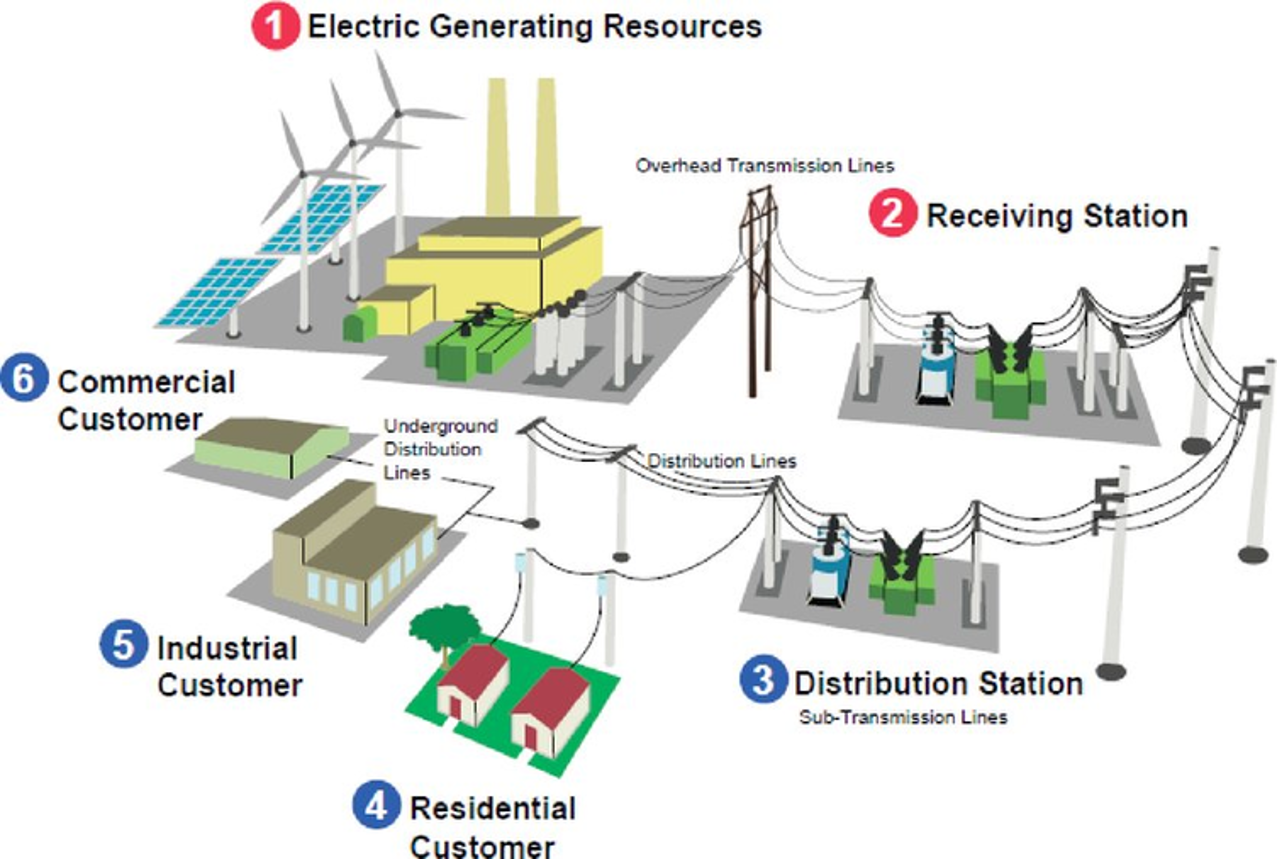 1 Electric Generating Resources
Overhead Transmission Lines
2 Receiving Station
6 Commercial
Customer
Underground
Distribution
Lines
Distribution Lines
5 Industrial
Customer
3 Distribution Station
Sub-Transmission Lines
4 Residential
Customer